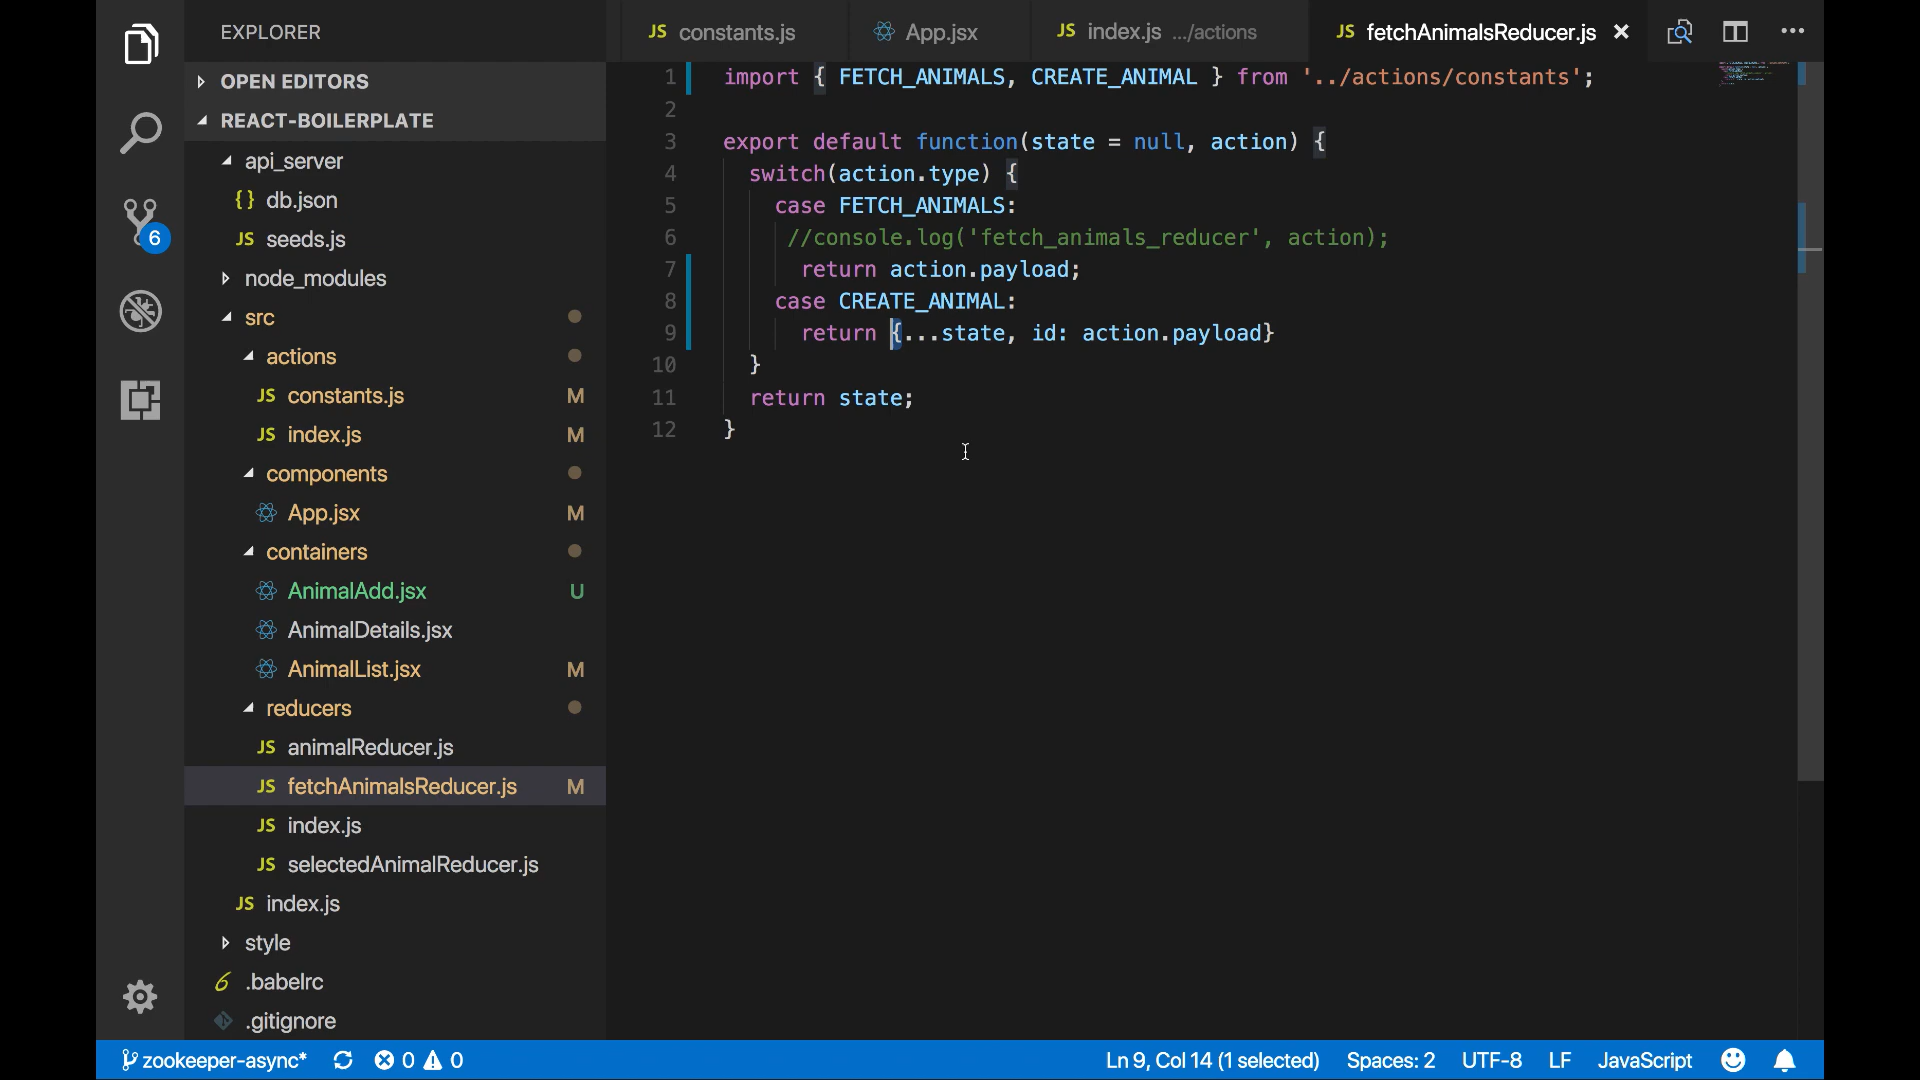 EXPLORER
OPEN EDITORS
REACT-BOILERPLATE
api_server
{} db.json
JS seeds.js
node_modules
src
actions
JS constants.js M
JS index.js M
components
App.jsx M
containers
AnimalAdd.jsx U
AnimalDetails.jsx
AnimalList.jsx M
reducers
JS animalReducer.js
JS fetchAnimalsReducer.js M
JS index.js
JS selectedAnimalReducer.js
JS index.js
style
.babelrc
.gitignore
6
JS constants.js App.jsx JS index.js .../actions JS fetchAnimalsReducer.js
1 import { FETCH_ANIMALS, CREATE_ANIMAL } from '../actions/constants';
2
3 export default function(state = null, action) {
4 switch(action.type) {
5 case FETCH_ANIMALS:
6 //console.log('fetch_animals_reducer', action);
7 return action.payload;
8 case CREATE_ANIMAL:
9 return {...state, id: action.payload}
10 }
11 return state;
12 }
zookeeper-async* 0 0 Ln 9, Col 14 (1 selected) Spaces: 2 UTF-8 LF JavaScript